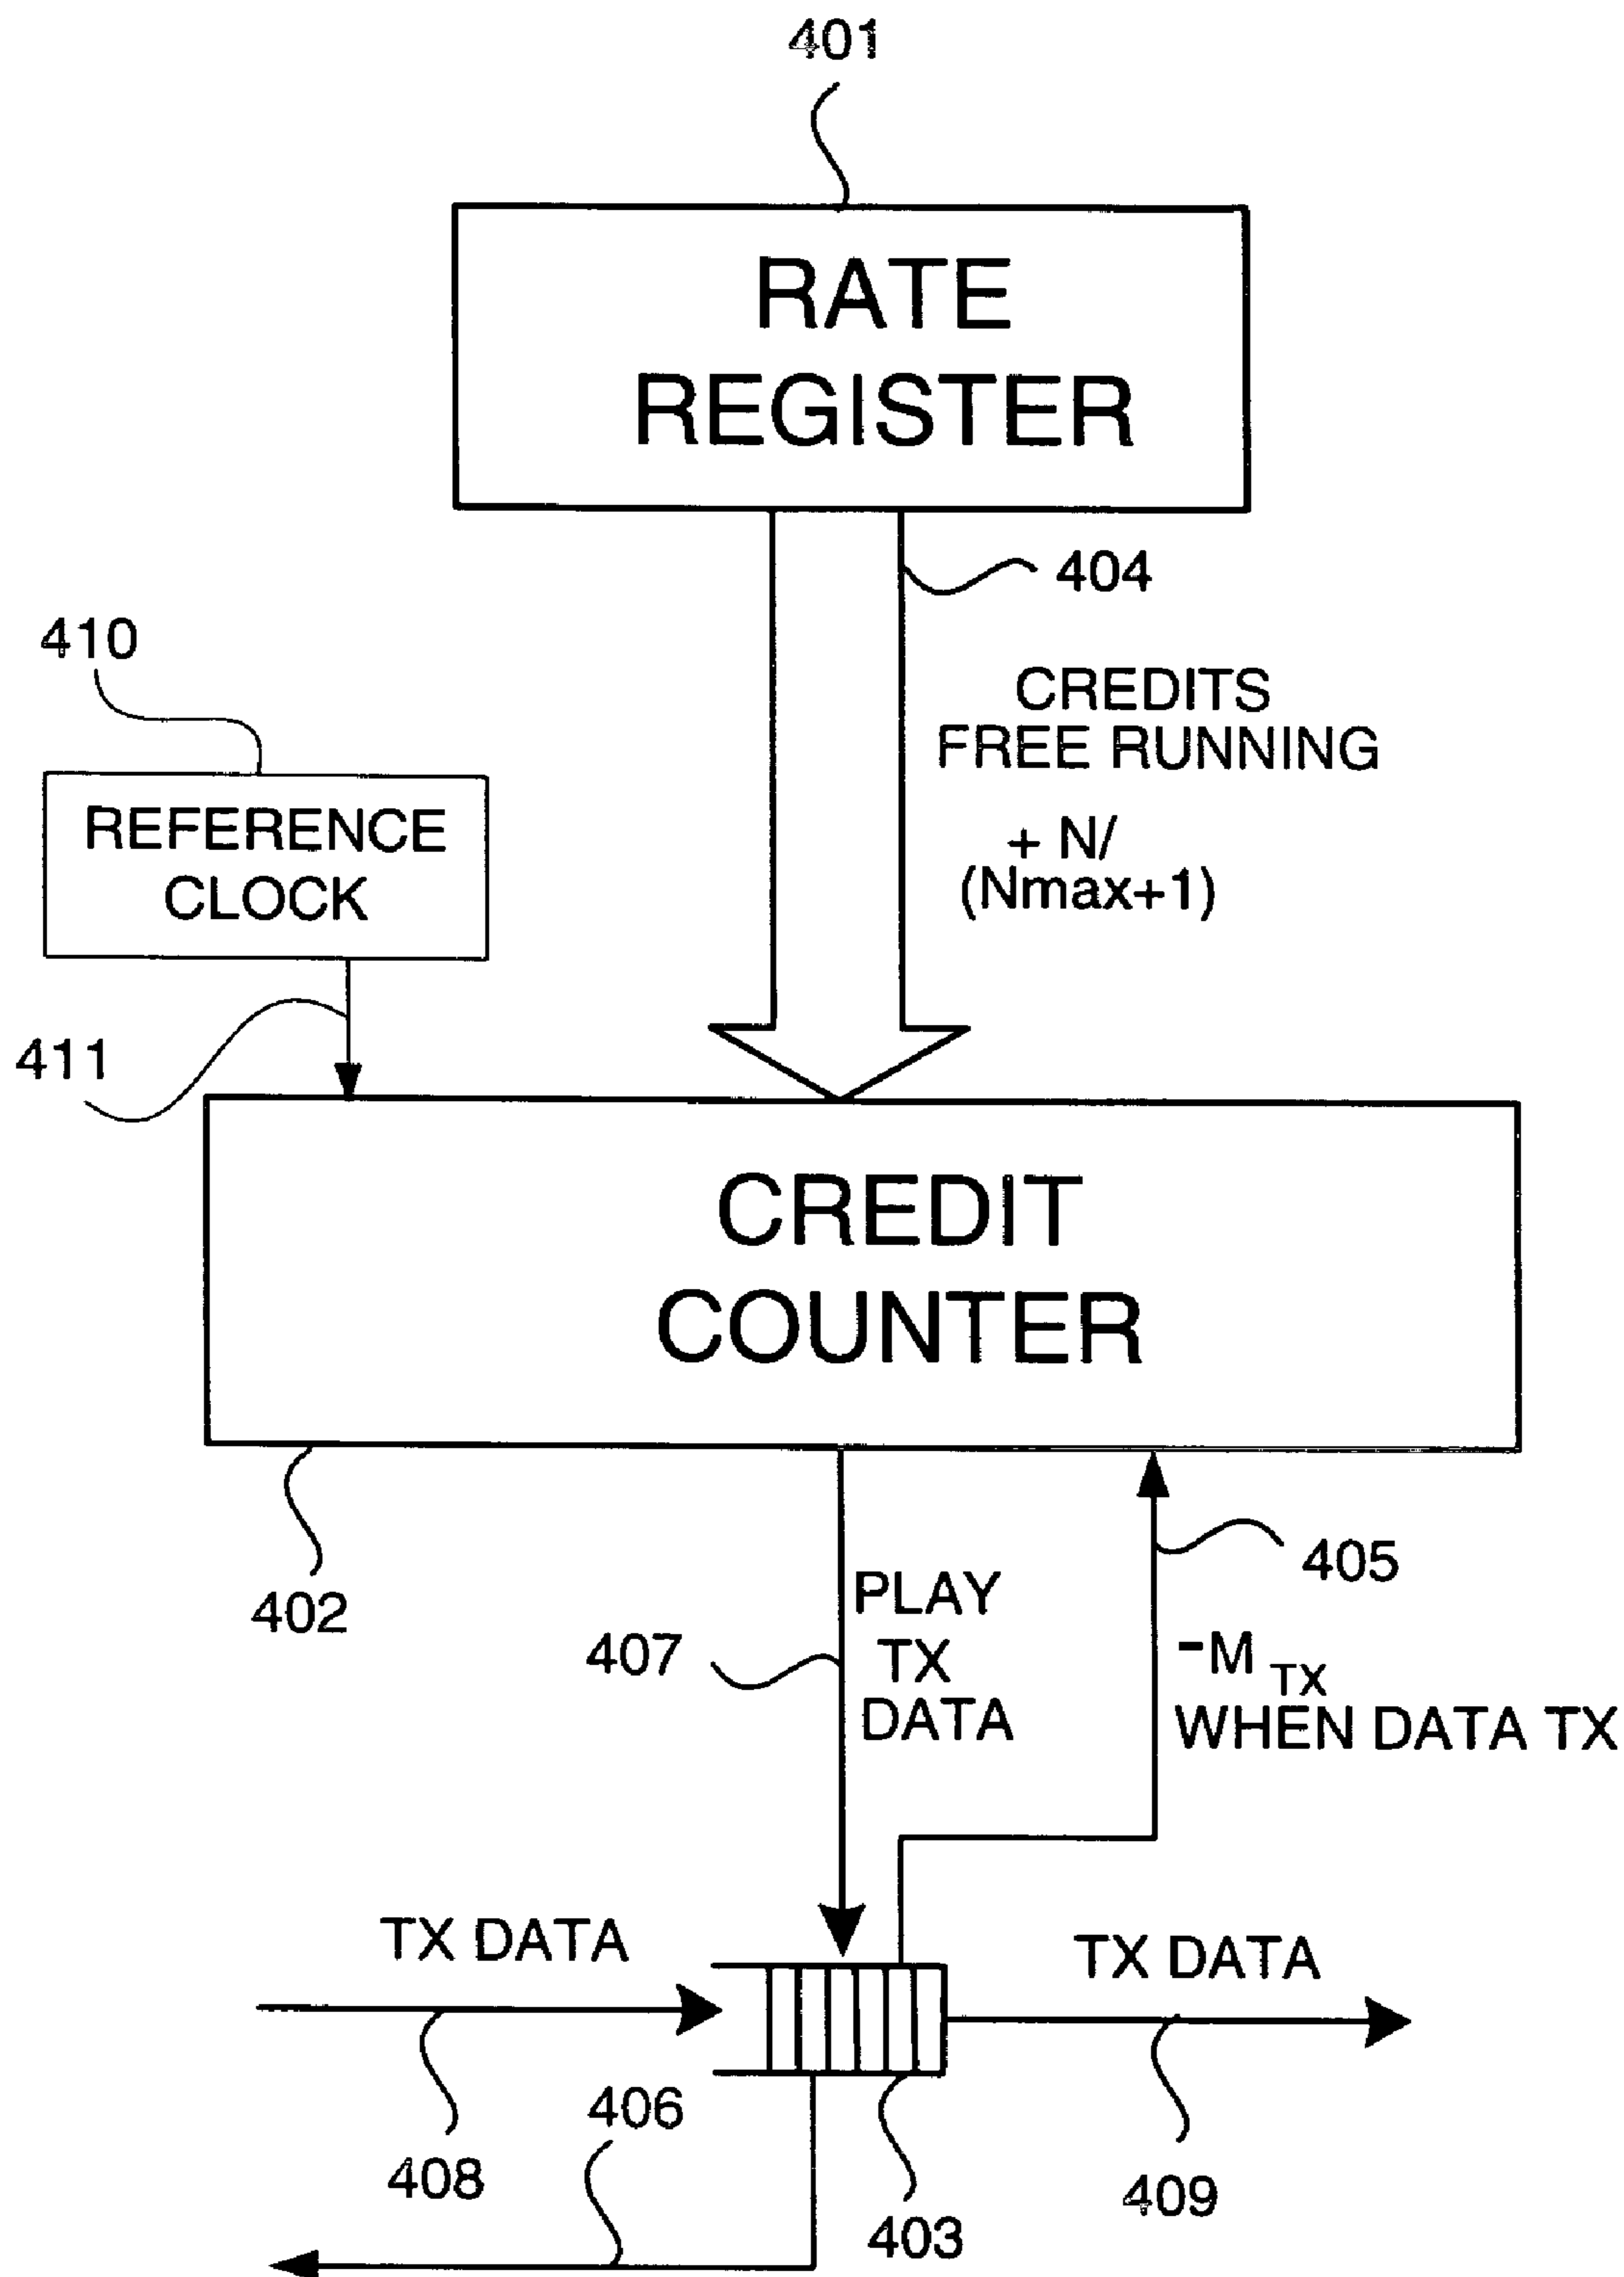 401
RATE
REGISTER
404
410
CREDITS
FREE RUNNING
REFERENCE
CLOCK
+ N/
(Nmax+1)
411
CREDIT
COUNTER
402
405
PLAY
TX
DATA
407
-M TX
WHEN DATA TX
TX DATA
TX DATA
406
408
403
409